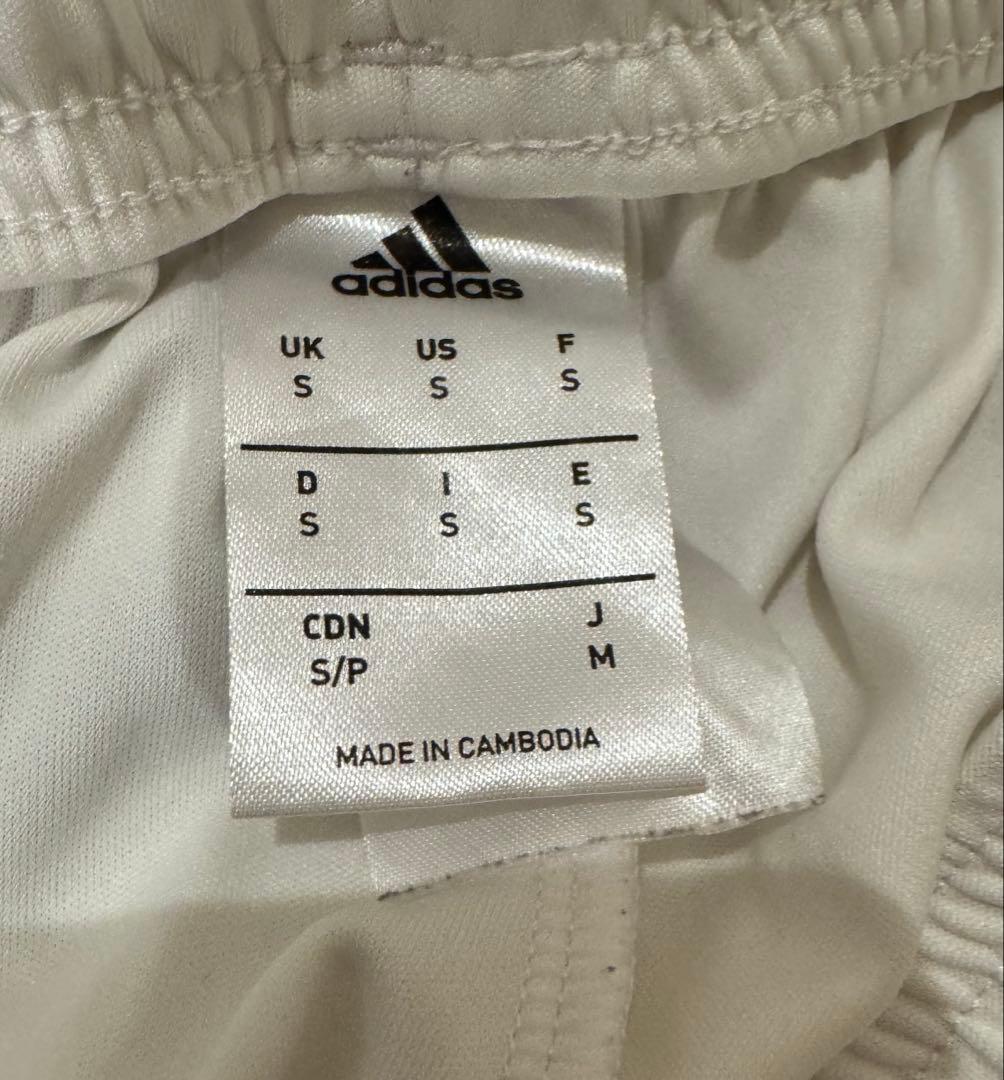 adidas
UK US F
S S S
D I E
S S S
CDN J
S/P M
MADE IN CAMBODIA